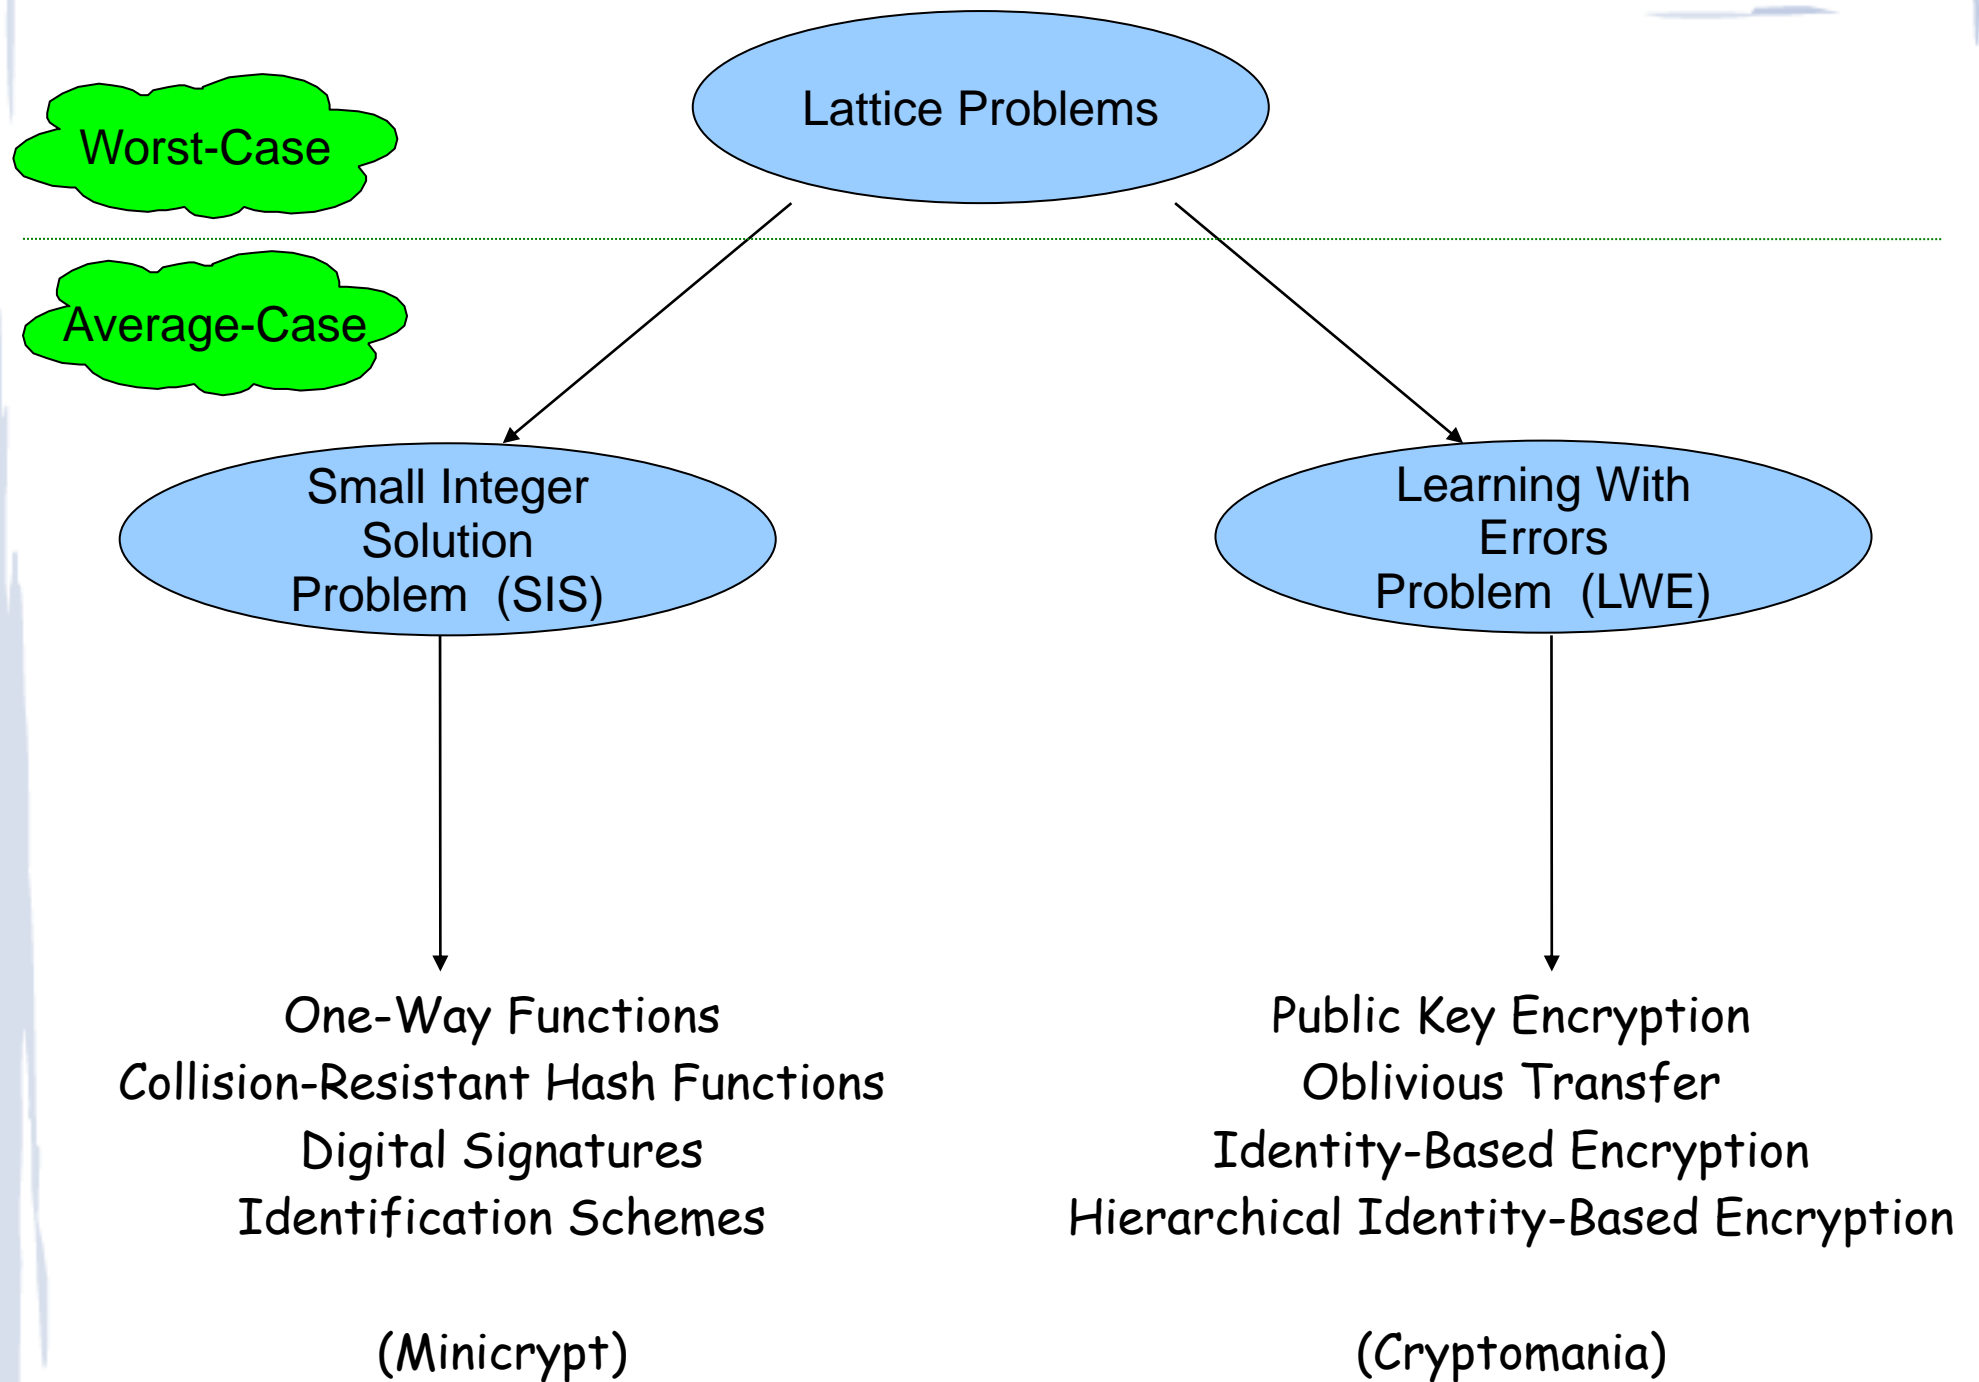 Lattice Problems
Worst-Case
Average-Case
Small Integer
Solution
Problem (SIS)
Learning With
Errors
Problem (LWE)
One-Way Functions
Collision-Resistant Hash Functions
Digital Signatures
Identification Schemes
(Minicrypt)
Public Key Encryption
Oblivious Transfer
Identity-Based Encryption
Hierarchical Identity-Based Encryption
(Cryptomania)